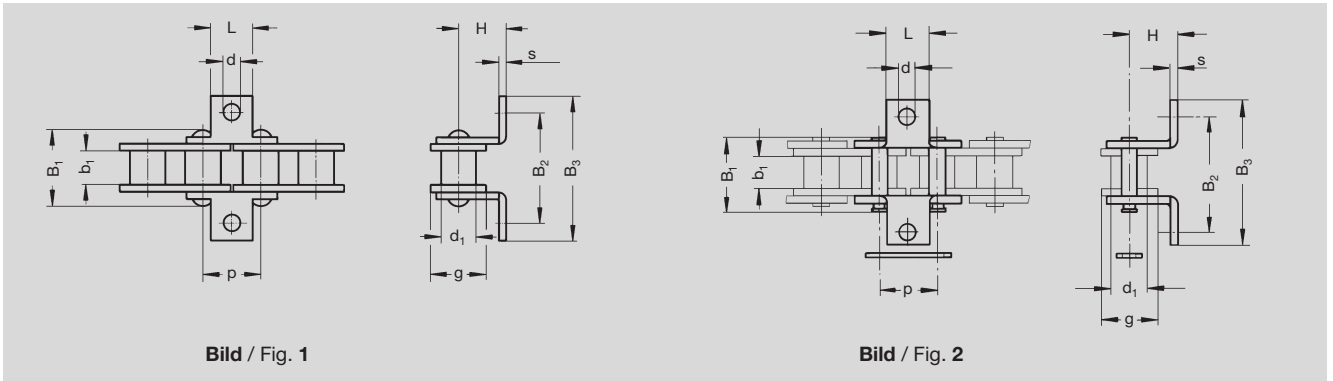 L
H
d
s
B₁
b₁
B₂
B₃
d₁
p
g
Bild / Fig. 1
L
H
d
s
B₁
b₁
B₂
B₃
p
d₁
g
Bild / Fig. 2